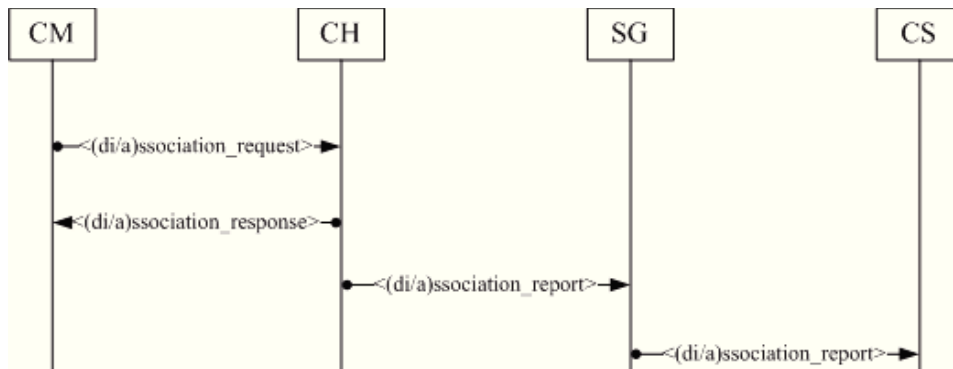 CM CH SG CS
<(di/a)ssociation_request>
<(di/a)ssociation_response>
<(di/a)ssociation_report>
<(di/a)ssociation_report>